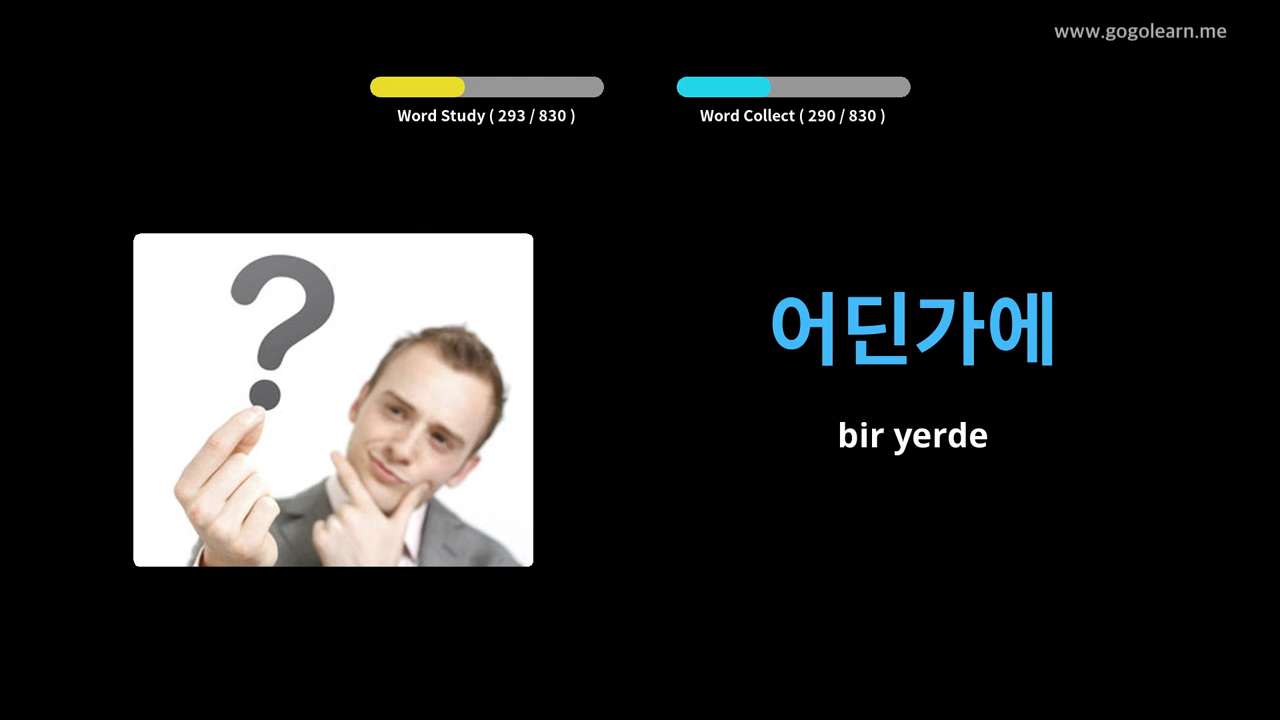 www.gogolearn.me
Word Study ( 293 / 830 )
Word Collect ( 290 / 830 )
?
어딘가에
bir yerde